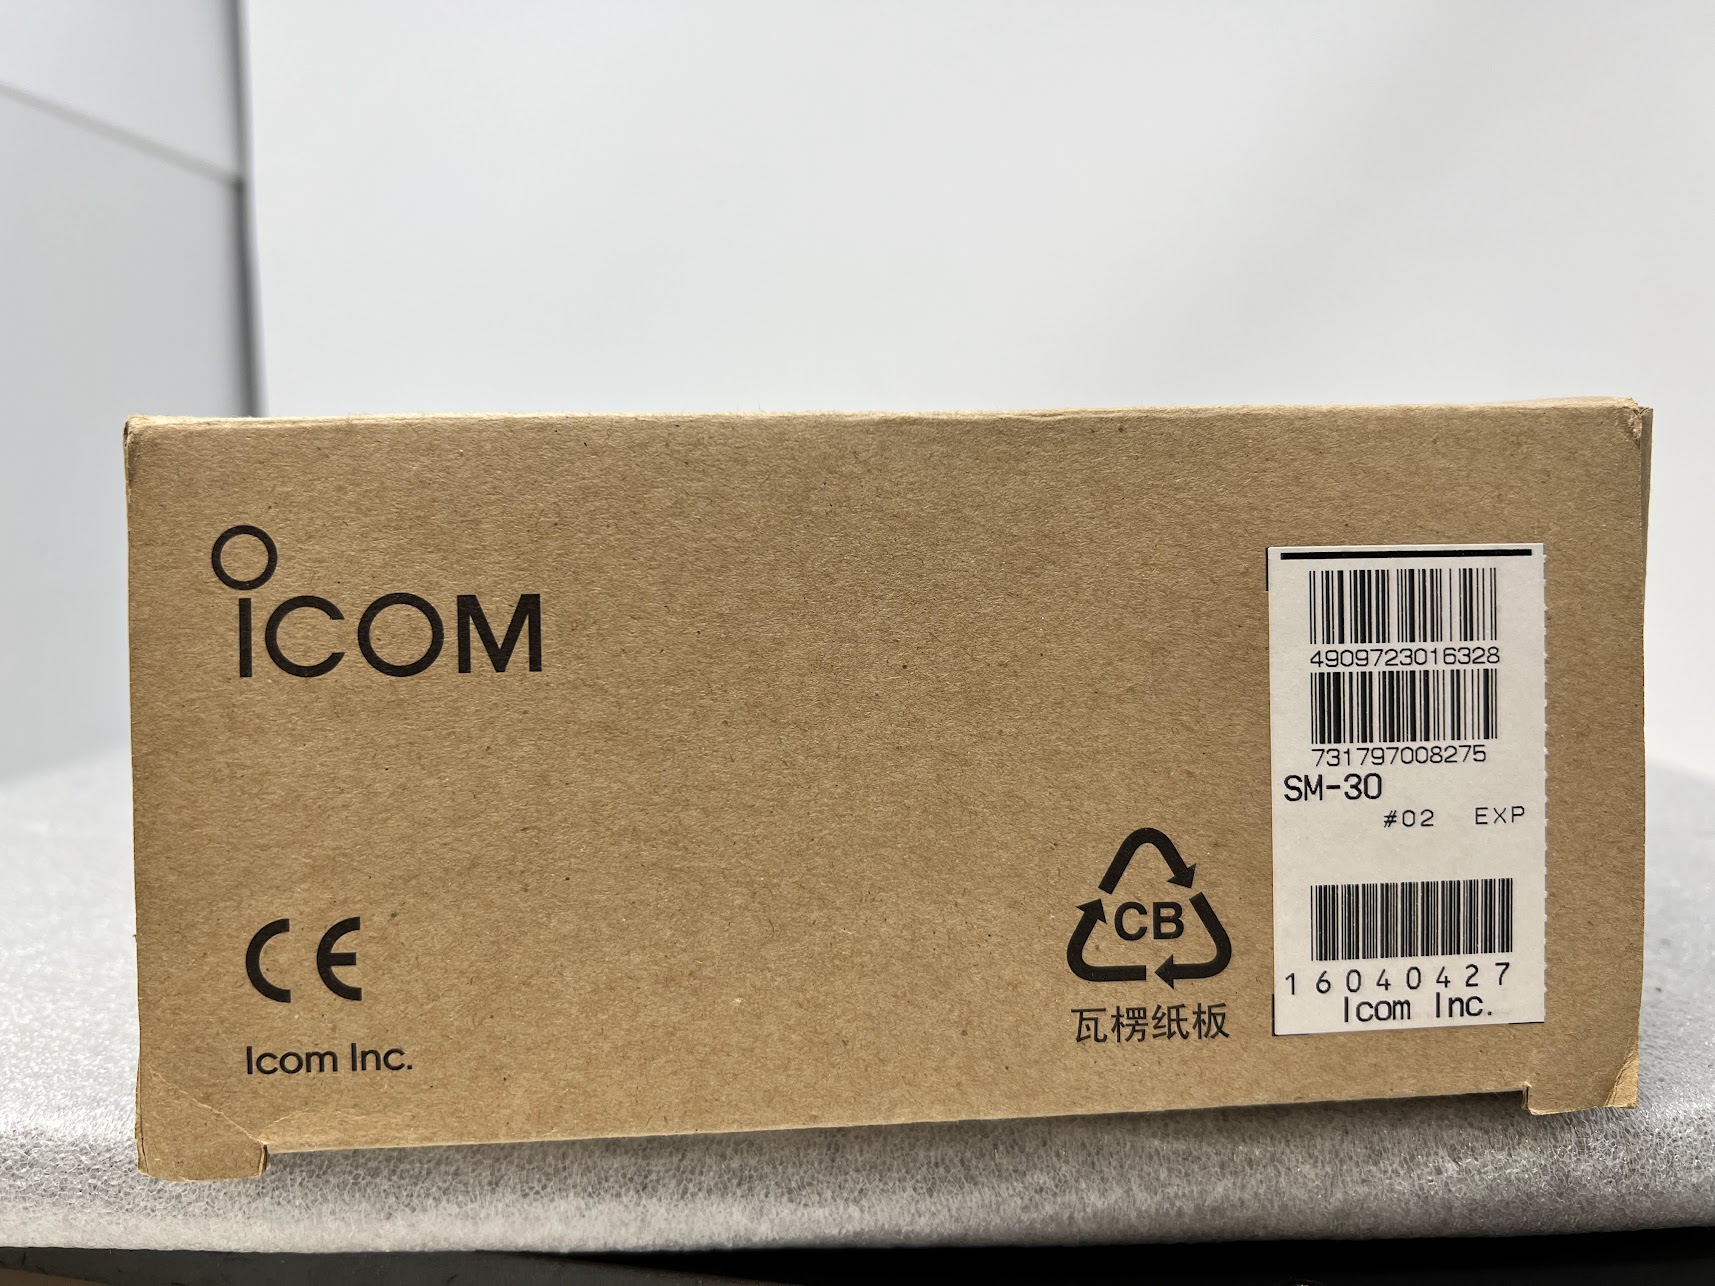 iCOM
CE
Icom Inc.
CB
瓦楞纸板
4909723016328
731797008275
SM-30
#02 EXP
16040427
Icom Inc.